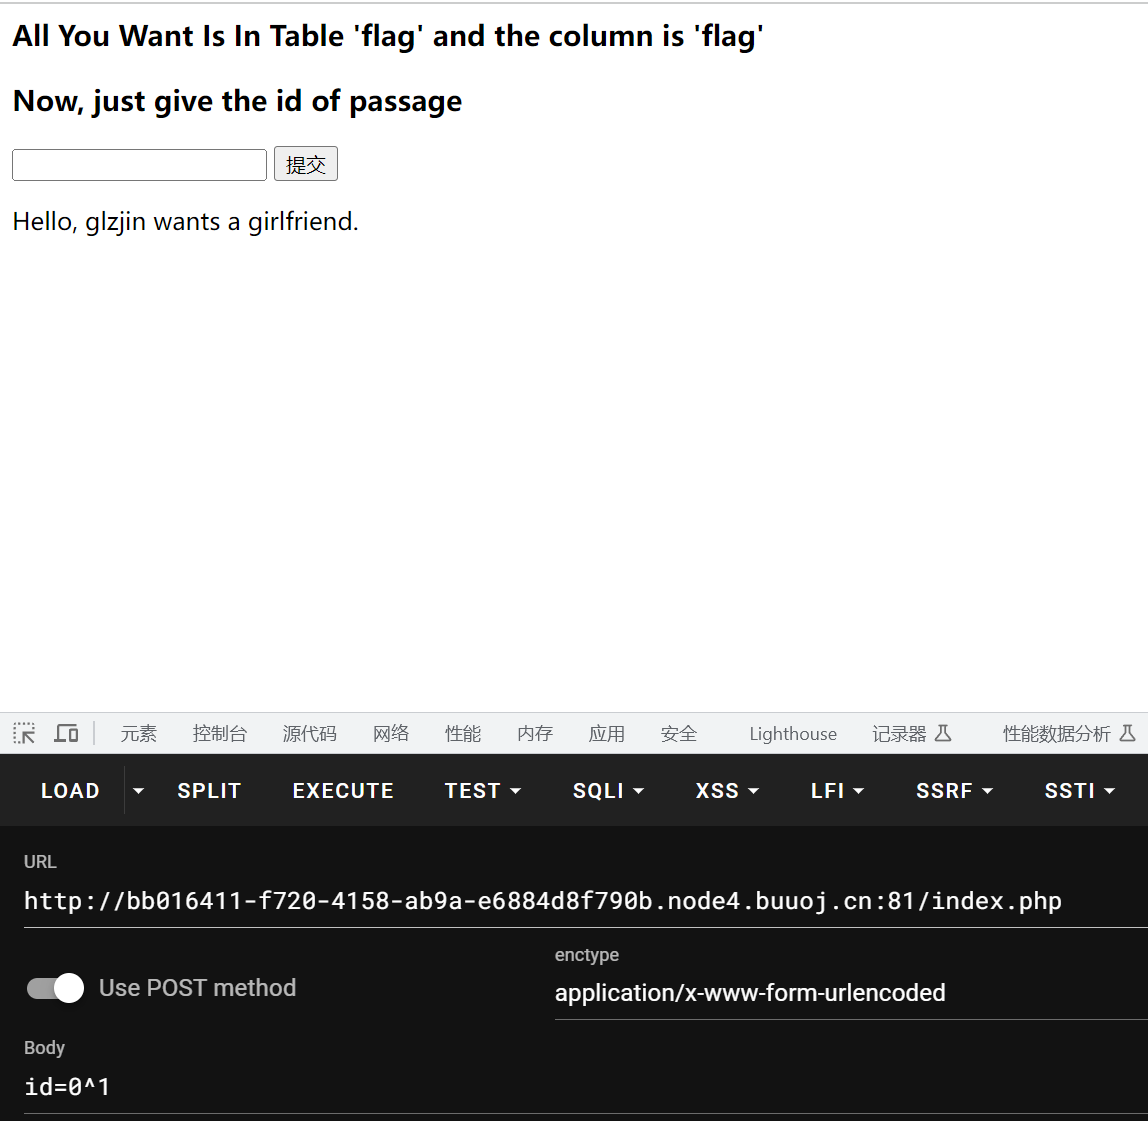 All You Want Is In Table 'flag' and the column is 'flag'
Now, just give the id of passage
提交
Hello, glzjin wants a girlfriend.
元素 控制台 源代码 网络 性能 内存 应用 安全 Lighthouse 记录器 性能数据分析
LOAD SPLIT EXECUTE TEST SQLI XSS LFI SSRF SSTI
URL
http://bb016411-f720-4158-ab9a-e6884d8f790b.node4.buuoj.cn:81/index.php
enctype
Use POST method
application/x-www-form-urlencoded
Body
id=0^1